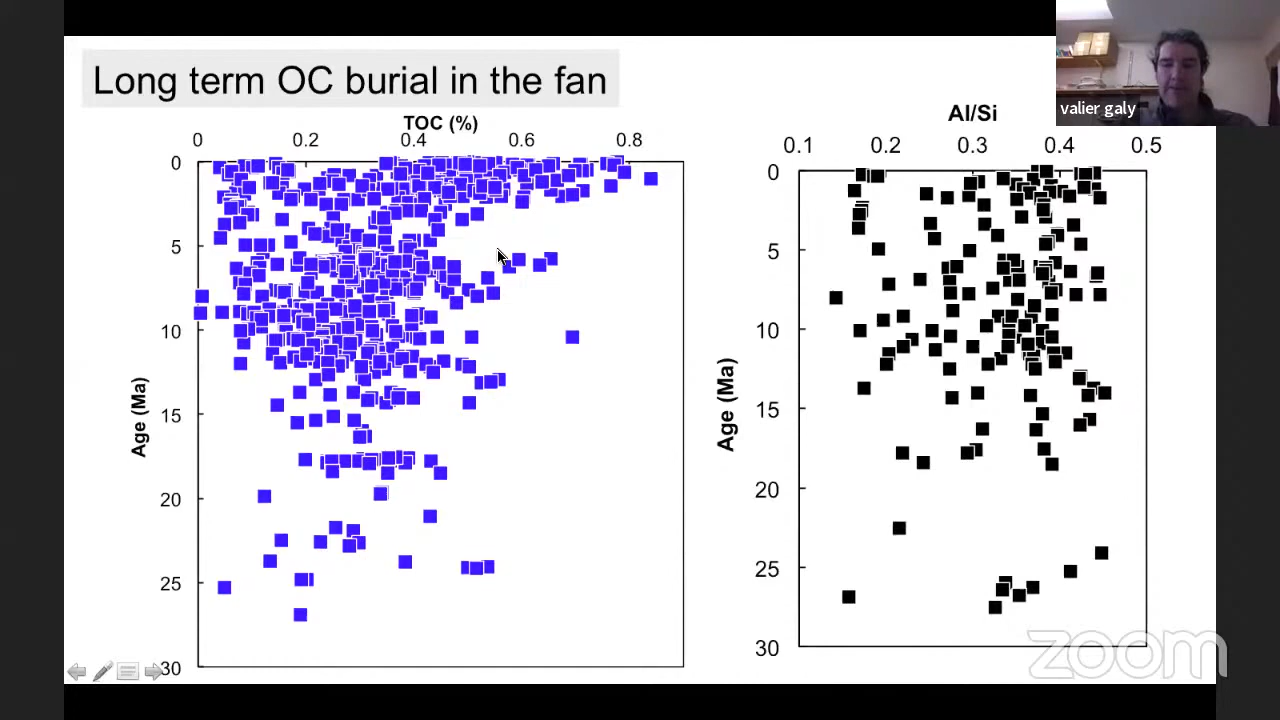 Long term OC burial in the fan
valier galy
TOC (%)
0 0.2 0.4 0.6 0.8
0
5
10
15
20
25
30
Age (Ma)
Al/Si
0.1 0.2 0.3 0.4 0.5
0
5
10
15
20
25
30
Age (Ma)
zoom